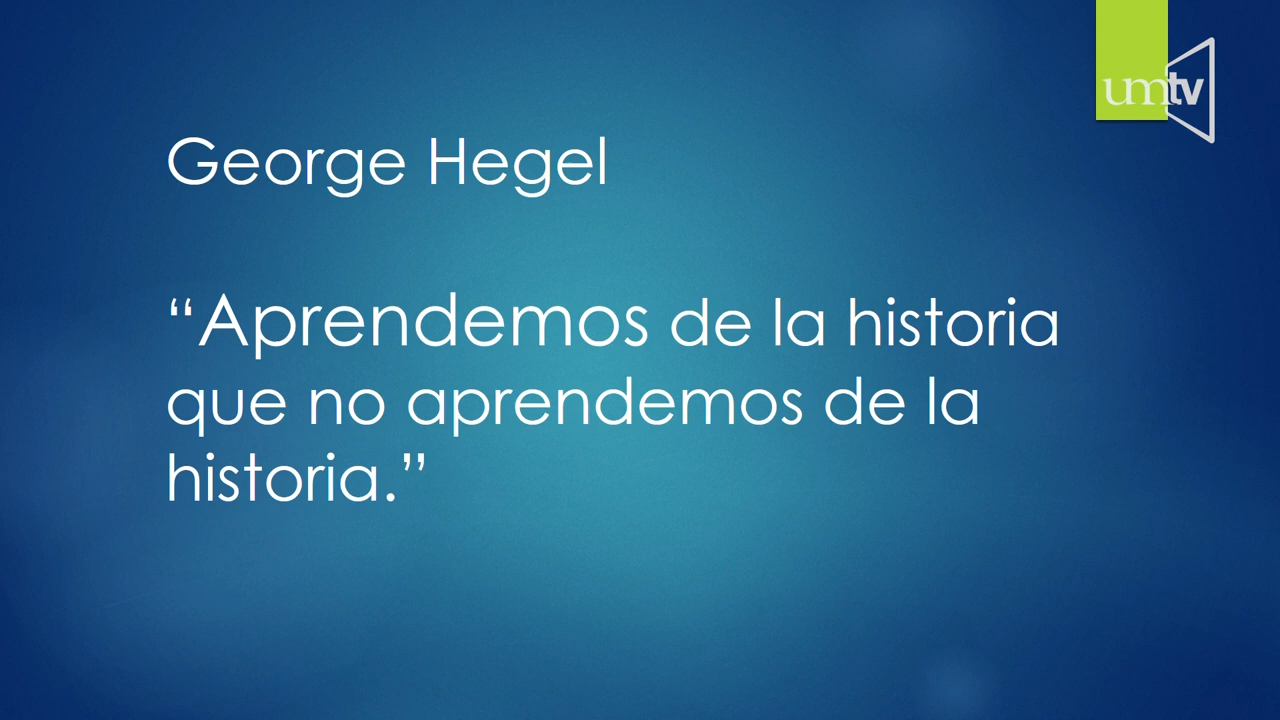 umtv
George Hegel
“Aprendemos de la historia
que no aprendemos de la
historia.”